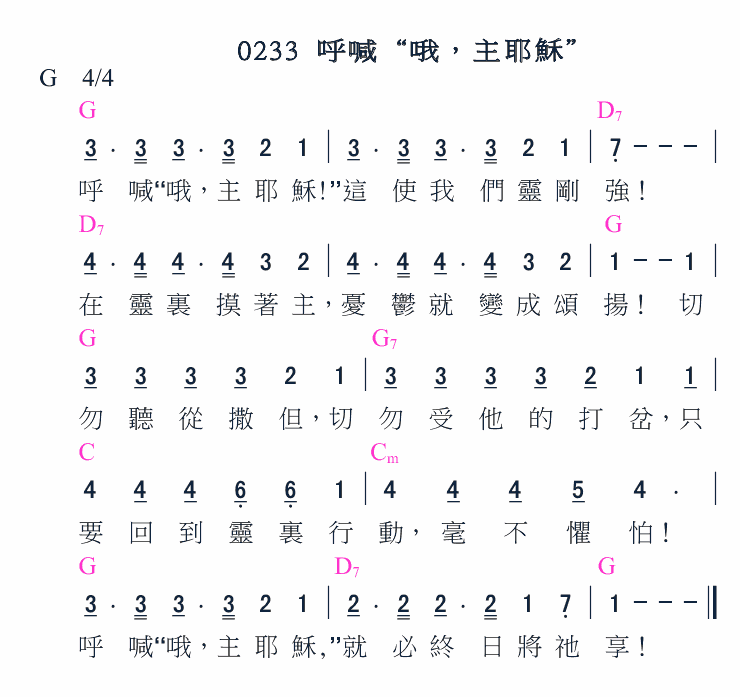 0233 呼喊“哦，主耶穌”
G 4/4
G D7
3· 3 3· 3 2 1 | 3· 3 3· 3 2 1 | 7 - - - |
呼 喊“哦，主 耶 穌!”這 使 我 們 靈 剛 強！
D7 G
4· 4 4· 4 3 2 | 4· 4 4· 4 3 2 | 1 - - 1 |
在 靈 裏 摸 著 主，憂 鬱 就 變 成 頌 揚！ 切
G G7
3 3 3 3 2 1 | 3 3 3 3 2 1 1 |
勿 聽 從 撒 但，切 勿 受 他 的 打 岔，只
C Cm
4 4 4 6 6 1 | 4 4 4 5 4 · |
要 回 到 靈 裏 行 動， 毫 不 懼 怕！
G D7 G
3· 3 3· 3 2 1 | 2· 2 2· 2 1 7 | 1 - - - ||
呼 喊“哦，主 耶 穌,”就 必 終 日 將 祂 享！